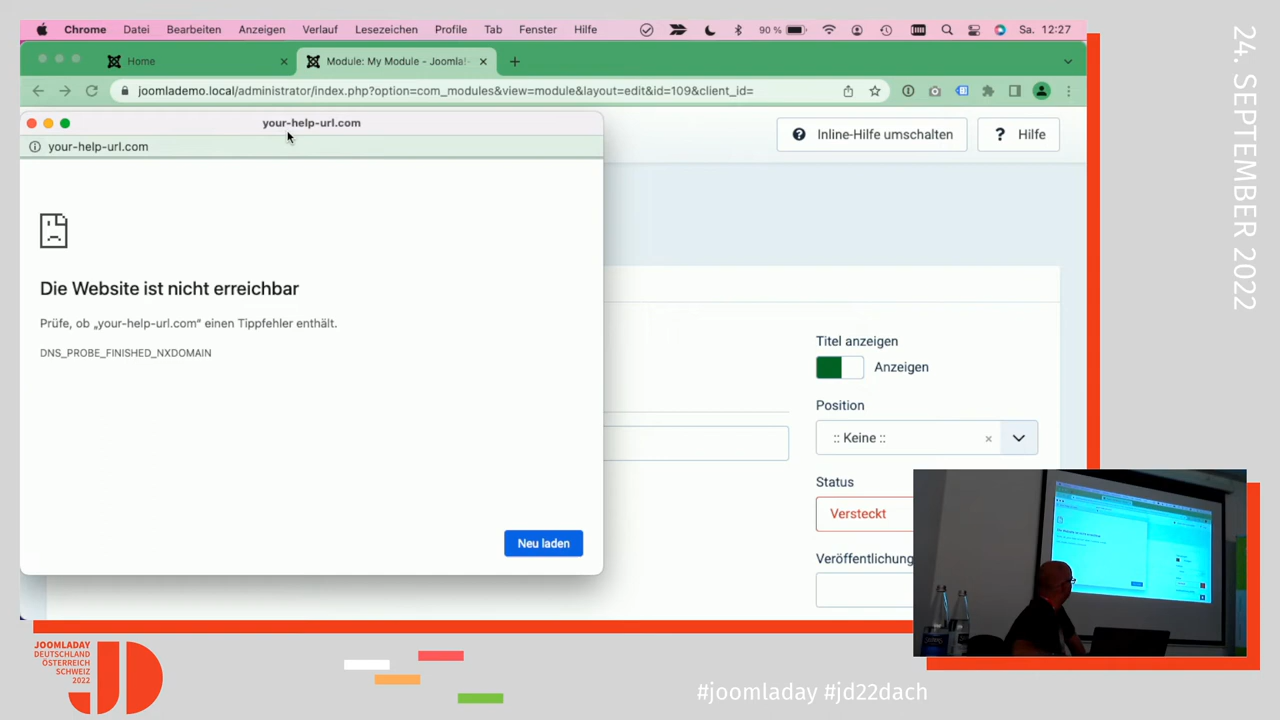 Chrome Datei Bearbeiten Anzeigen Verlauf Lesezeichen Profile Tab Fenster Hilfe 90 % Sa. 12:27
Home Module: My Module - Joomla!
joomlademo.local/administrator/index.php?option=com_modules&view=module&layout=edit&id=109&client_id=
your-help-url.com
your-help-url.com
Inline-Hilfe umschalten
? Hilfe
Die Website ist nicht erreichbar
Prüfe, ob „your-help-url.com“ einen Tippfehler enthält.
DNS_PROBE_FINISHED_NXDOMAIN
Neu laden
Titel anzeigen
Anzeigen
Position
:: Keine ::
Status
Versteckt
Veröffentlichung
24. SEPTEMBER 2022
JOOMLADAY
DEUTSCHLAND
ÖSTERREICH
SCHWEIZ
2022
JD
#joomladay #jd22dach